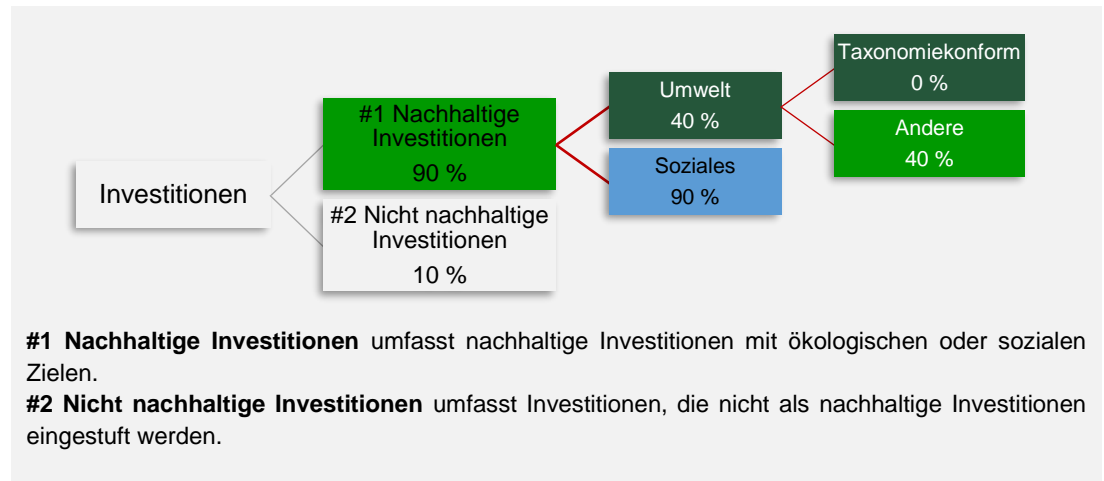 Investitionen
#1 Nachhaltige
Investitionen
90 %
#2 Nicht nachhaltige
Investitionen
10 %
Umwelt
40 %
Soziales
90 %
Taxonomiekonform
0 %
Andere
40 %
#1 Nachhaltige Investitionen umfasst nachhaltige Investitionen mit ökologischen oder sozialen
Zielen.
#2 Nicht nachhaltige Investitionen umfasst Investitionen, die nicht als nachhaltige Investitionen
eingestuft werden.